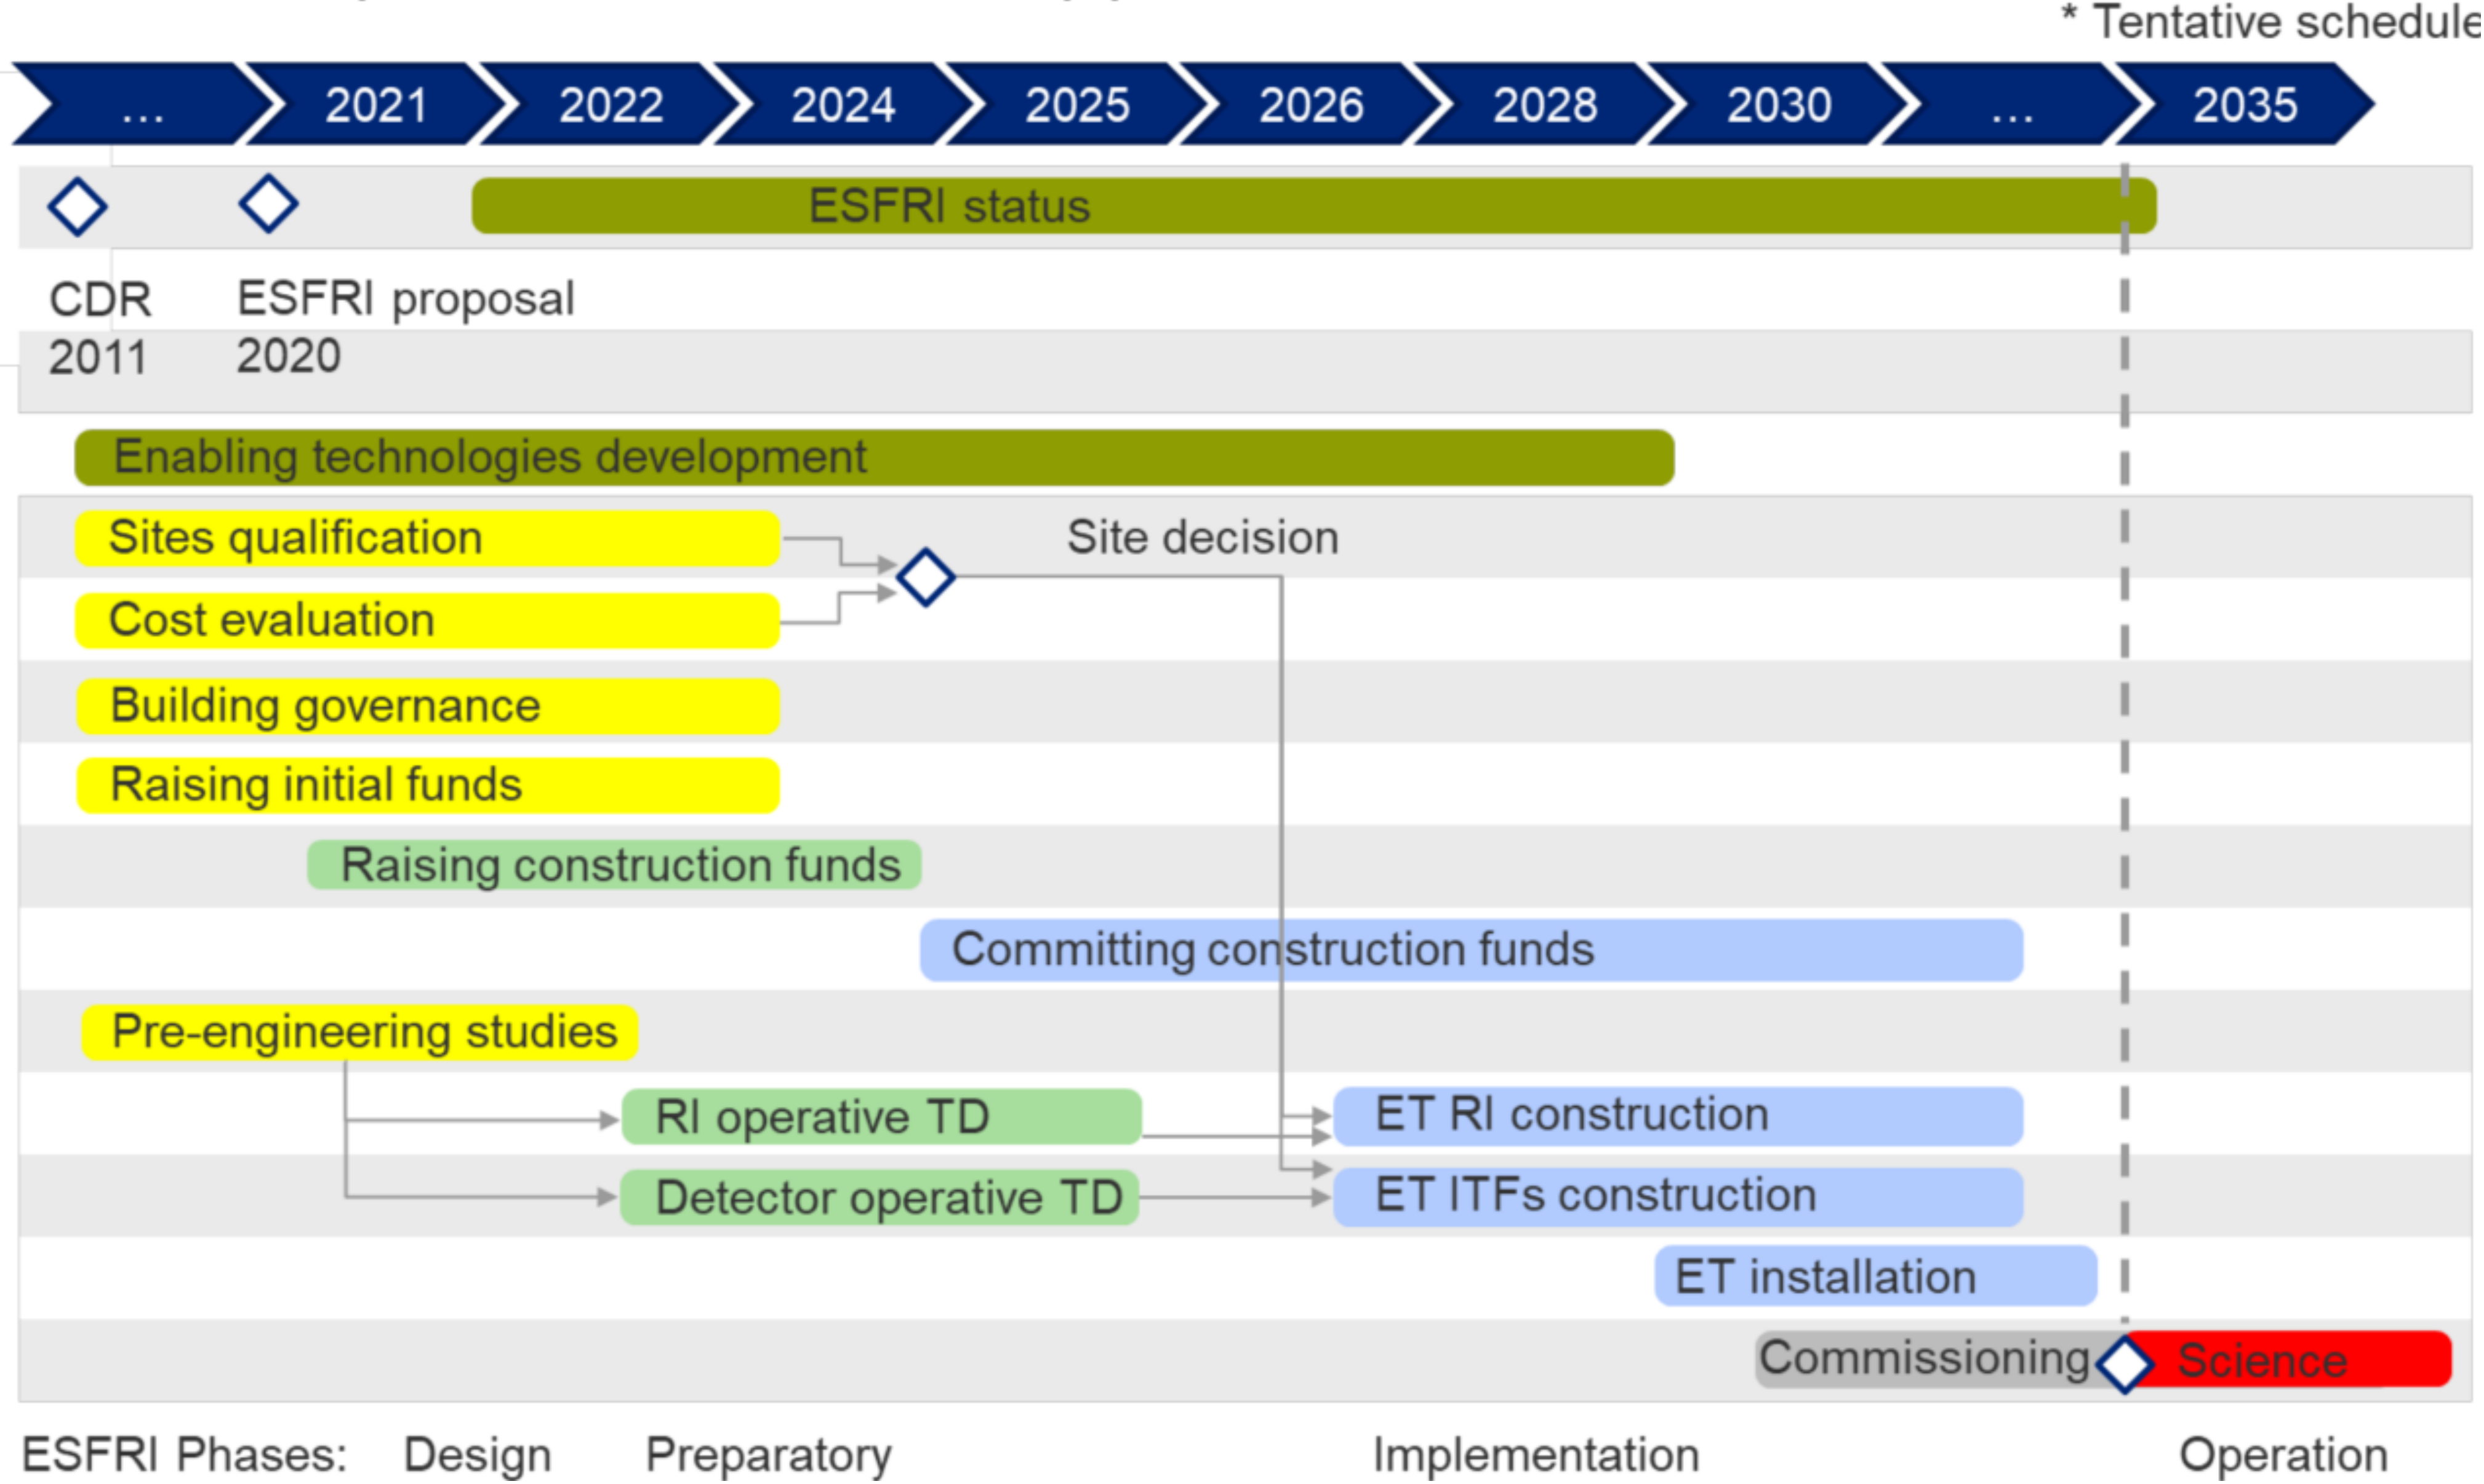 * Tentative schedule
... 2021 2022 2024 2025 2026 2028 2030 ... 2035
ESFRI status
CDR ESFRI proposal
2011 2020
Enabling technologies development
Sites qualification Site decision
Cost evaluation
Building governance
Raising initial funds
Raising construction funds
Committing construction funds
Pre-engineering studies
RI operative TD ET RI construction
Detector operative TD ET ITFs construction
ET installation
Commissioning Science
ESFRI Phases: Design Preparatory Implementation Operation